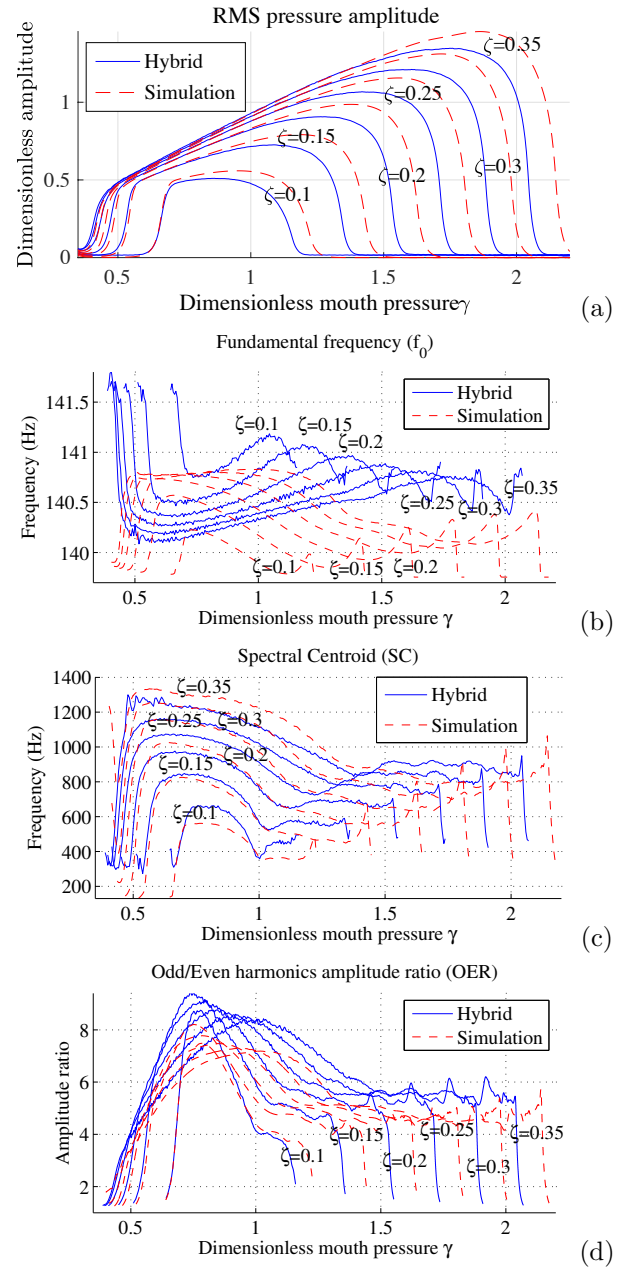 RMS pressure amplitude
Dimensionless amplitude
Hybrid
Simulation
ζ=0.35
ζ=0.25
ζ=0.15
ζ=0.3
ζ=0.2
ζ=0.1
1
0.5
0
0.5 1 1.5 2
Dimensionless mouth pressureγ
(a)
Fundamental frequency (f₀)
Frequency (Hz)
Hybrid
Simulation
141.5
141
140.5
140
ζ=0.1
ζ=0.15
ζ=0.2
ζ=0.25
ζ=0.3
ζ=0.35
ζ=0.1
ζ=0.15
ζ=0.2
0.5 1 1.5 2
Dimensionless mouth pressure γ
(b)
Spectral Centroid (SC)
Frequency (Hz)
Hybrid
Simulation
1400
1200
1000
800
600
400
200
ζ=0.35
ζ=0.25
ζ=0.3
ζ=0.2
ζ=0.15
ζ=0.1
0.5 1 1.5 2
Dimensionless mouth pressure γ
(c)
Odd/Even harmonics amplitude ratio (OER)
Amplitude ratio
Hybrid
Simulation
8
6
4
2
ζ=0.1
ζ=0.15
ζ=0.2
ζ=0.25
ζ=0.3
ζ=0.35
0.5 1 1.5 2
Dimensionless mouth pressure γ
(d)